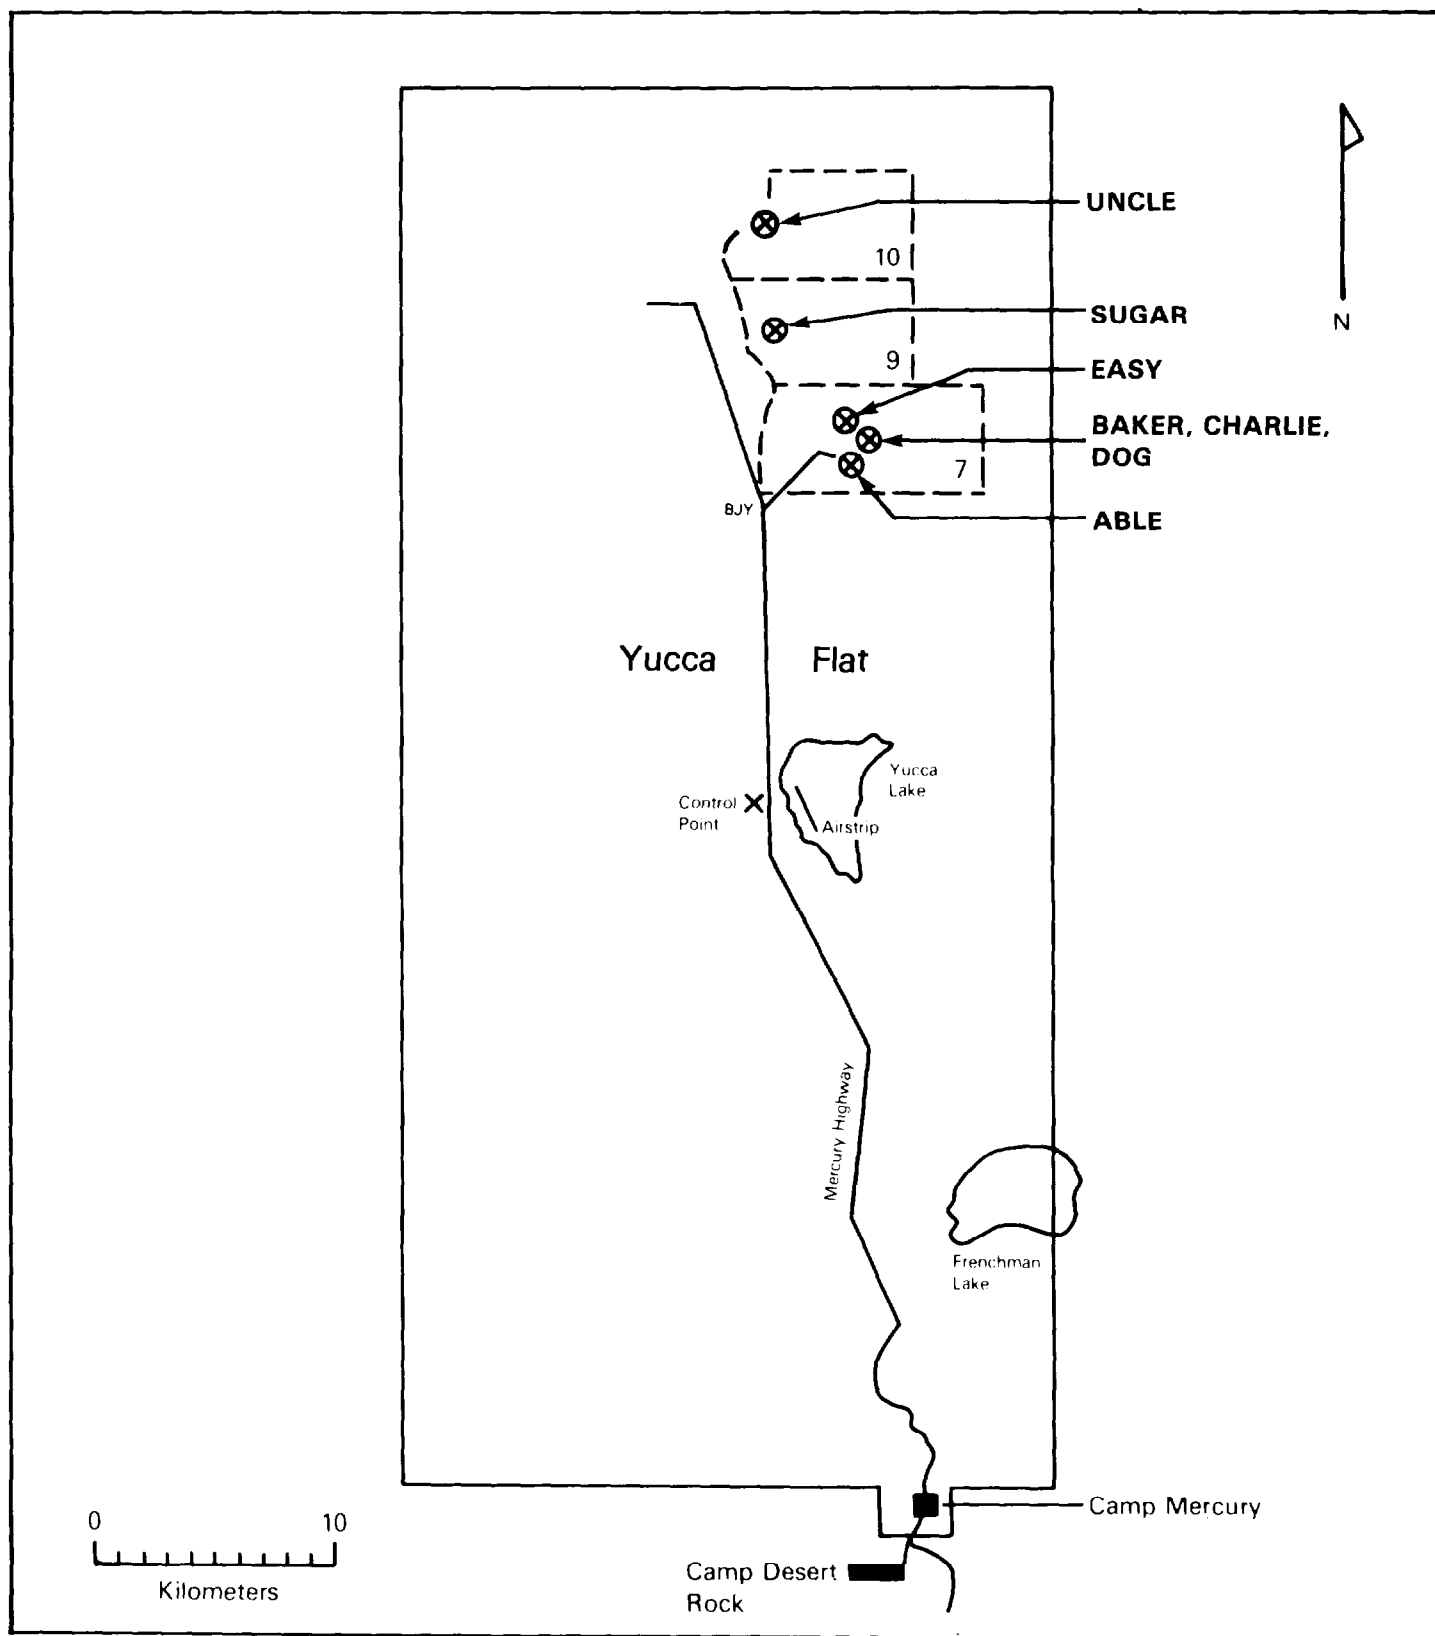 UNCLE
10
N
SUGAR
9
EASY
BAKER, CHARLIE,
DOG
7
BJY
ABLE
Yucca Flat
Yucca
Lake
Control
Point
Airstrip
Mercury Highway
Frenchman
Lake
Camp Mercury
0 10
Kilometers
Camp Desert
Rock